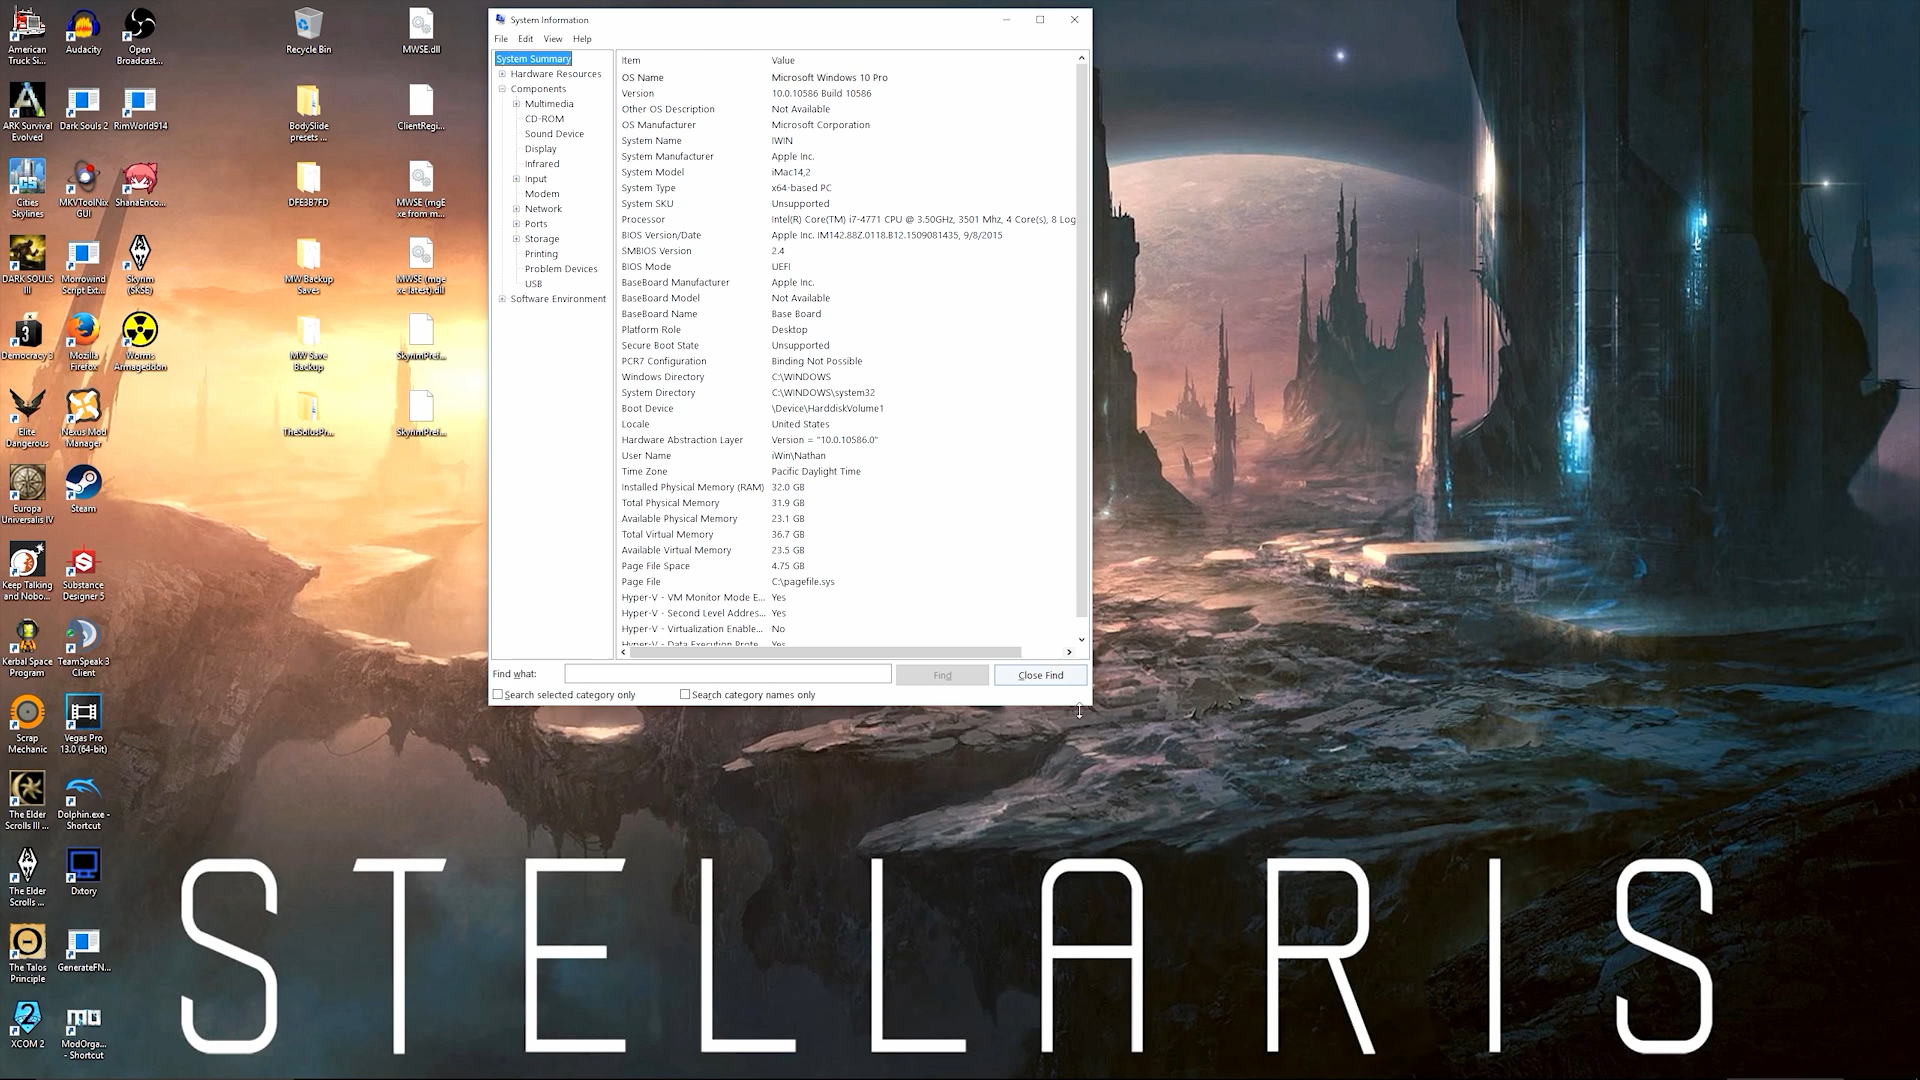 American
Truck Si...
Audacity
Open
Broadcast...
Recycle Bin
MWSE.dll
ARK Survival
Evolved
Dark Souls 2
RimWorld914
BodySlide
presets ...
ClientRegi...
Cities
Skylines
MKVToolNix
GUI
ShanaEnco...
DFE3B7FD
MWSE (mgE
xe from m...
DARK SOULS
III
Morrowind
Script Ext...
Skyrim
(SKSE)
MW Backup
Saves
MWSE (mge
xe latest).dll
Democracy 3
Mozilla
Firefox
Worms
Armageddon
MW Save
Backup
SkyrimPref...
Elite
Dangerous
Nexus Mod
Manager
TheSolusPr...
SkyrimPref...
Europa
Universalis IV
Steam
Keep Talking
and Nobo...
Substance
Designer 5
Kerbal Space
Program
TeamSpeak 3
Client
Scrap
Mechanic
Vegas Pro
13.0 (64-bit)
The Elder
Scrolls III ...
Dolphin.exe -
Shortcut
The Elder
Scrolls ...
Dxtory
The Talos
Principle
GenerateFN...
XCOM 2
ModOrga...
- Shortcut
System Information
File Edit View Help
System Summary
Hardware Resources
Components
Multimedia
CD-ROM
Sound Device
Display
Infrared
Input
Modem
Network
Ports
Storage
Printing
Problem Devices
USB
Software Environment
Item Value
OS Name Microsoft Windows 10 Pro
Version 10.0.10586 Build 10586
Other OS Description Not Available
OS Manufacturer Microsoft Corporation
System Name IWIN
System Manufacturer Apple Inc.
System Model iMac14,2
System Type x64-based PC
System SKU Unsupported
Processor Intel(R) Core(TM) i7-4771 CPU @ 3.50GHz, 3501 Mhz, 4 Core(s), 8 Log
BIOS Version/Date Apple Inc. IM142.88Z.0118.B12.1509081435, 9/8/2015
SMBIOS Version 2.4
BIOS Mode UEFI
BaseBoard Manufacturer Apple Inc.
BaseBoard Model Not Available
BaseBoard Name Base Board
Platform Role Desktop
Secure Boot State Unsupported
PCR7 Configuration Binding Not Possible
Windows Directory C:\WINDOWS
System Directory C:\WINDOWS\system32
Boot Device \Device\HarddiskVolume1
Locale United States
Hardware Abstraction Layer Version = "10.0.10586.0"
User Name iWin\Nathan
Time Zone Pacific Daylight Time
Installed Physical Memory (RAM) 32.0 GB
Total Physical Memory 31.9 GB
Available Physical Memory 23.1 GB
Total Virtual Memory 36.7 GB
Available Virtual Memory 23.5 GB
Page File Space 4.75 GB
Page File C:\pagefile.sys
Hyper-V - VM Monitor Mode E... Yes
Hyper-V - Second Level Addres... Yes
Hyper-V - Virtualization Enable... No
Hyper-V - Data Execution Prote... Yes
Find what: Find Close Find
Search selected category only Search category names only
STELLARIS